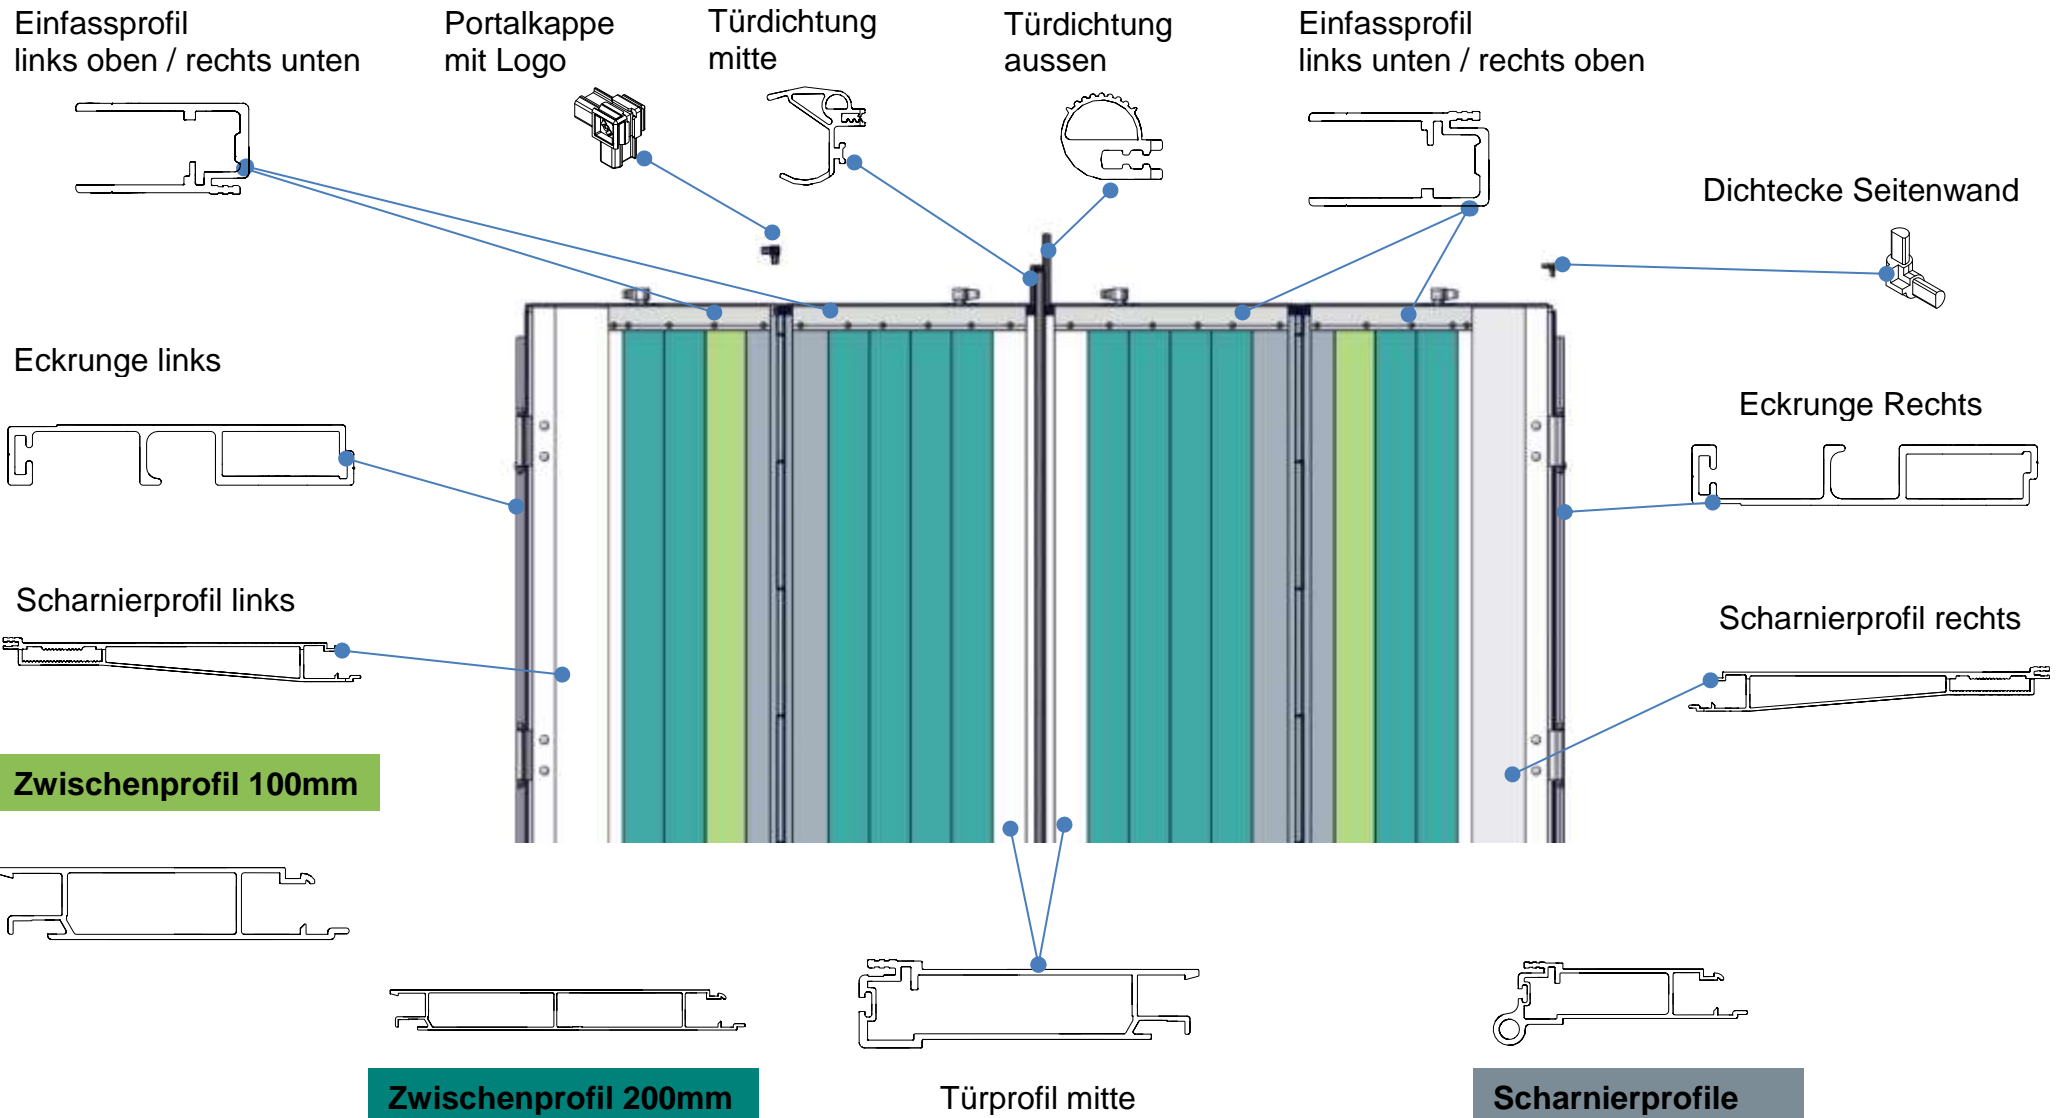 Einfassprofil
links oben / rechts unten
Portalkappe
mit Logo
Türdichtung
mitte
Türdichtung
aussen
Einfassprofil
links unten / rechts oben
Dichtecke Seitenwand
Eckrunge links
Eckrunge Rechts
Scharnierprofil links
Scharnierprofil rechts
Zwischenprofil 100mm
Zwischenprofil 200mm
Türprofil mitte
Scharnierprofile